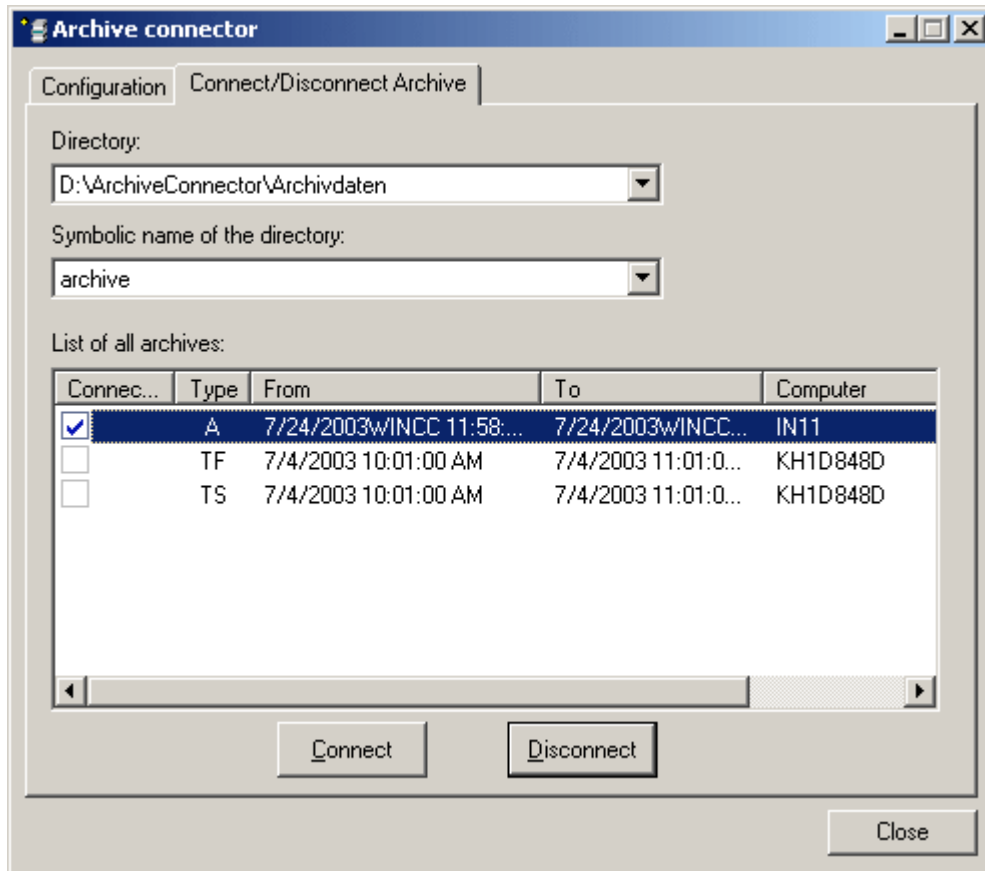 Archive connector
Configuration Connect/Disconnect Archive
Directory:
D:\ArchiveConnector\Archivdaten
Symbolic name of the directory:
archive
List of all archives:
Connec... Type From To Computer
A 7/24/2003WINCC 11:58:... 7/24/2003WINCC... IN11
TF 7/4/2003 10:01:00 AM 7/4/2003 11:01:0... KH1D848D
TS 7/4/2003 10:01:00 AM 7/4/2003 11:01:0... KH1D848D
Connect Disconnect
Close